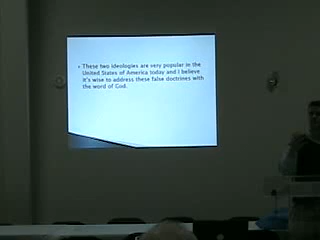 These two ideologies are very popular in the
United States of America today and I believe
it's wise to address these false doctrines with
the word of God.